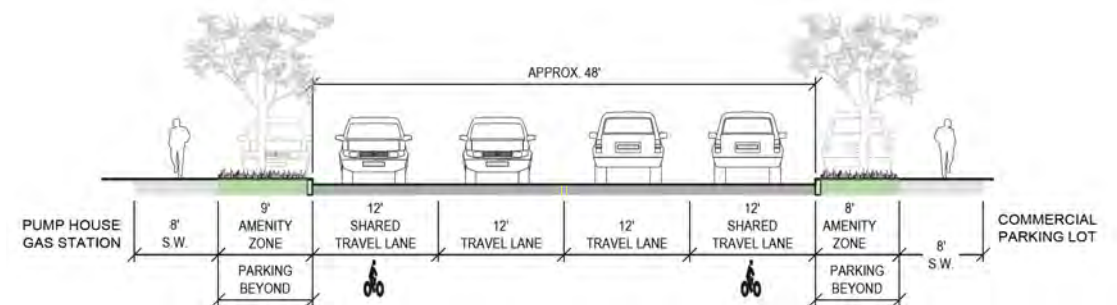 APPROX. 48'
PUMP HOUSE
GAS STATION
8'
S.W.
9'
AMENITY
ZONE
PARKING
BEYOND
12'
SHARED
TRAVEL LANE
12'
TRAVEL LANE
12'
TRAVEL LANE
12'
SHARED
TRAVEL LANE
8'
AMENITY
ZONE
PARKING
BEYOND
8'
S.W.
COMMERCIAL
PARKING LOT